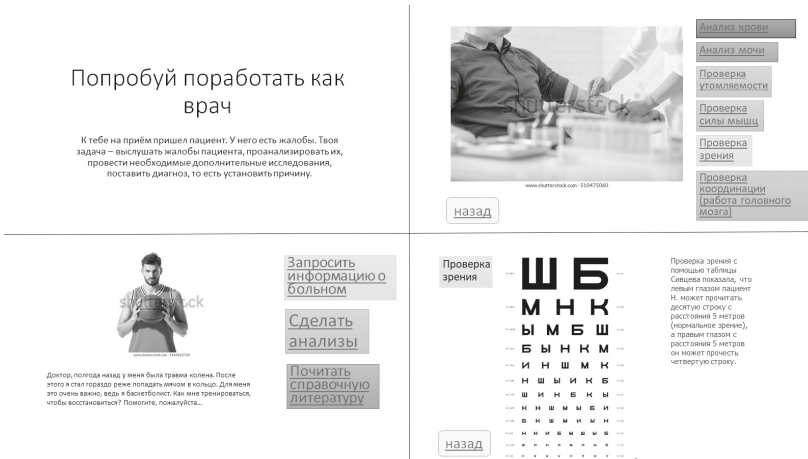 Попробуй поработать как
врач
К тебе на приём пришел пациент. У него есть жалобы. Твоя
задача – выслушать жалобы пациента, проанализировать их,
провести необходимые дополнительные исследования,
поставить диагноз, то есть установить причину.
shutterstock
www.shutterstock.com · 510475060
назад
Анализ крови
Анализ мочи
Проверка
утомляемости
Проверка
силы мышц
Проверка
зрения
Проверка
координации
(работа головного
мозга)
shutterstock
Доктор, полгода назад у меня была травма колена. После
этого я стал гораздо реже попадать мячом в кольцо. Для меня
это очень важно, ведь я баскетболист. Как мне тренироваться,
чтобы восстановиться? Помогите, пожалуйста...
Запросить
информацию о
больном
Сделать
анализы
Почитать
справочную
литературу
Проверка
зрения
Ш Б
М Н К
Ы М Б Ш
Б Ы Н К М
И Н Ш М К
Н Ш Ы И К Б
Ш И Н Б К Ы
К Н Ш М Ы Б И
Б К Ш М И Ы Н
назад
Проверка зрения с
помощью таблицы
Сивцева показала, что
левым глазом пациент
Н. может прочитать
десятую строку с
расстояния 5 метров
(нормальное зрение),
а правым глазом с
расстояния 5 метров
он может прочесть
четвертую строку.